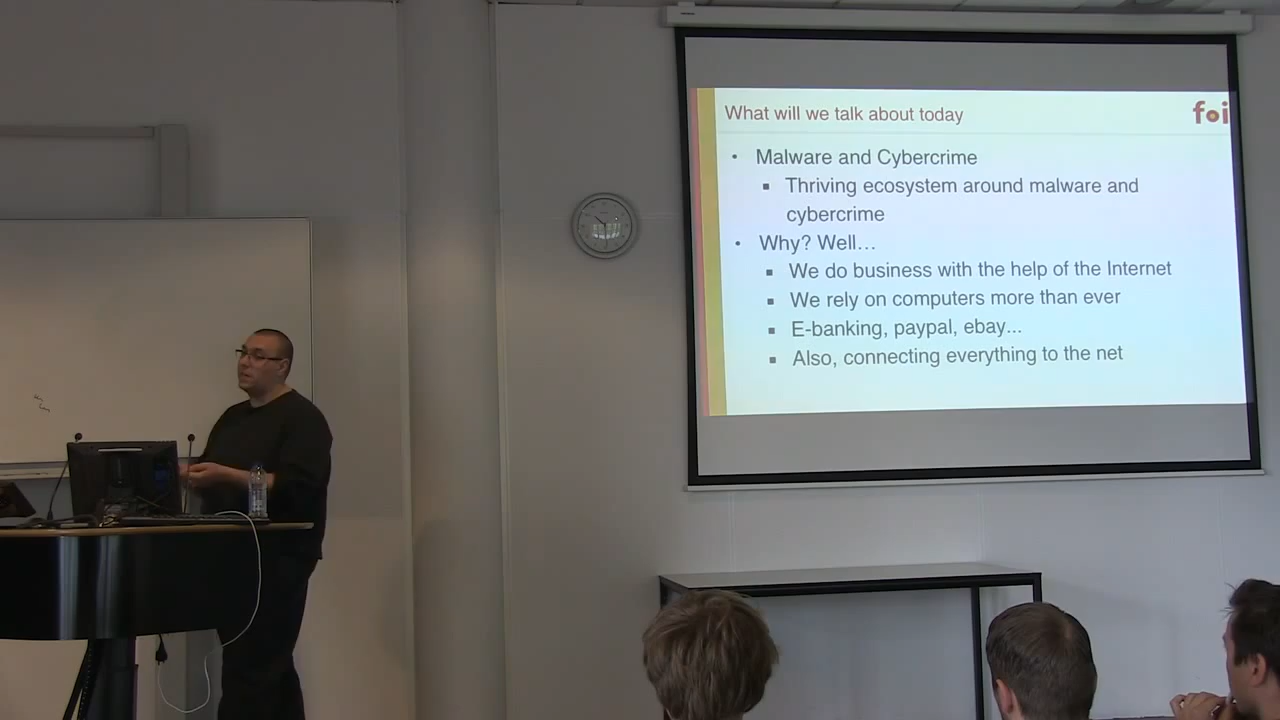 What will we talk about today
foi
• Malware and Cybercrime
▪ Thriving ecosystem around malware and
cybercrime
• Why? Well…
▪ We do business with the help of the Internet
▪ We rely on computers more than ever
▪ E-banking, paypal, ebay…
▪ Also, connecting everything to the net